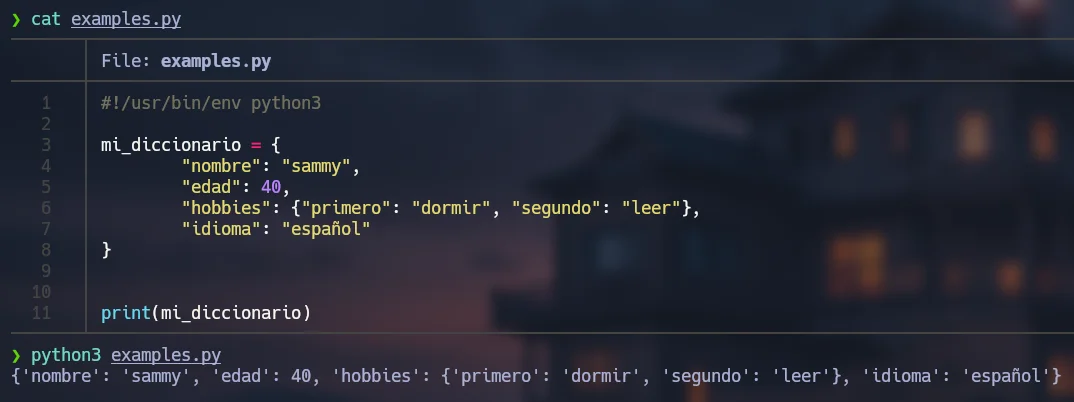 ❯ cat examples.py
File: examples.py
1 #!/usr/bin/env python3
2
3 mi_diccionario = {
4         "nombre": "sammy",
5         "edad": 40,
6         "hobbies": {"primero": "dormir", "segundo": "leer"},
7         "idioma": "español"
8 }
9
10
11 print(mi_diccionario)
❯ python3 examples.py
{'nombre': 'sammy', 'edad': 40, 'hobbies': {'primero': 'dormir', 'segundo': 'leer'}, 'idioma': 'español'}